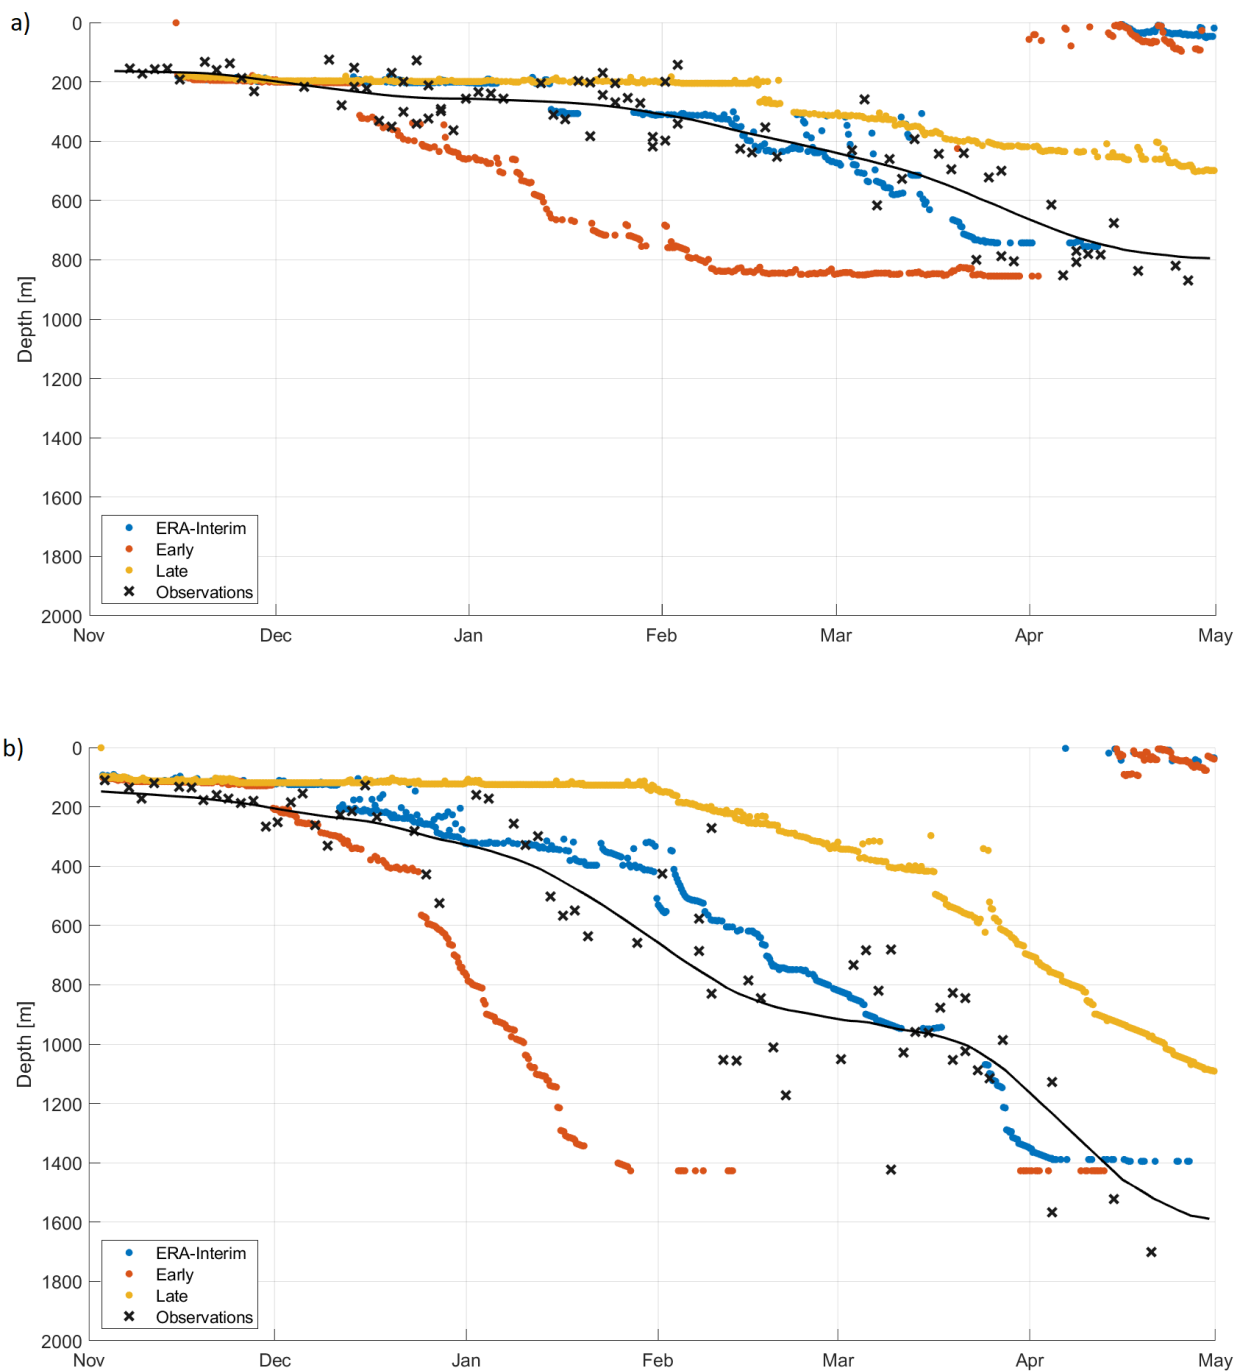 a)
0
200
400
600
800
1000
1200
1400
1600
1800
2000
Depth [m]
ERA-Interim
Early
Late
Observations
Nov Dec Jan Feb Mar Apr May
b)
0
200
400
600
800
1000
1200
1400
1600
1800
2000
Depth [m]
ERA-Interim
Early
Late
Observations
Nov Dec Jan Feb Mar Apr May